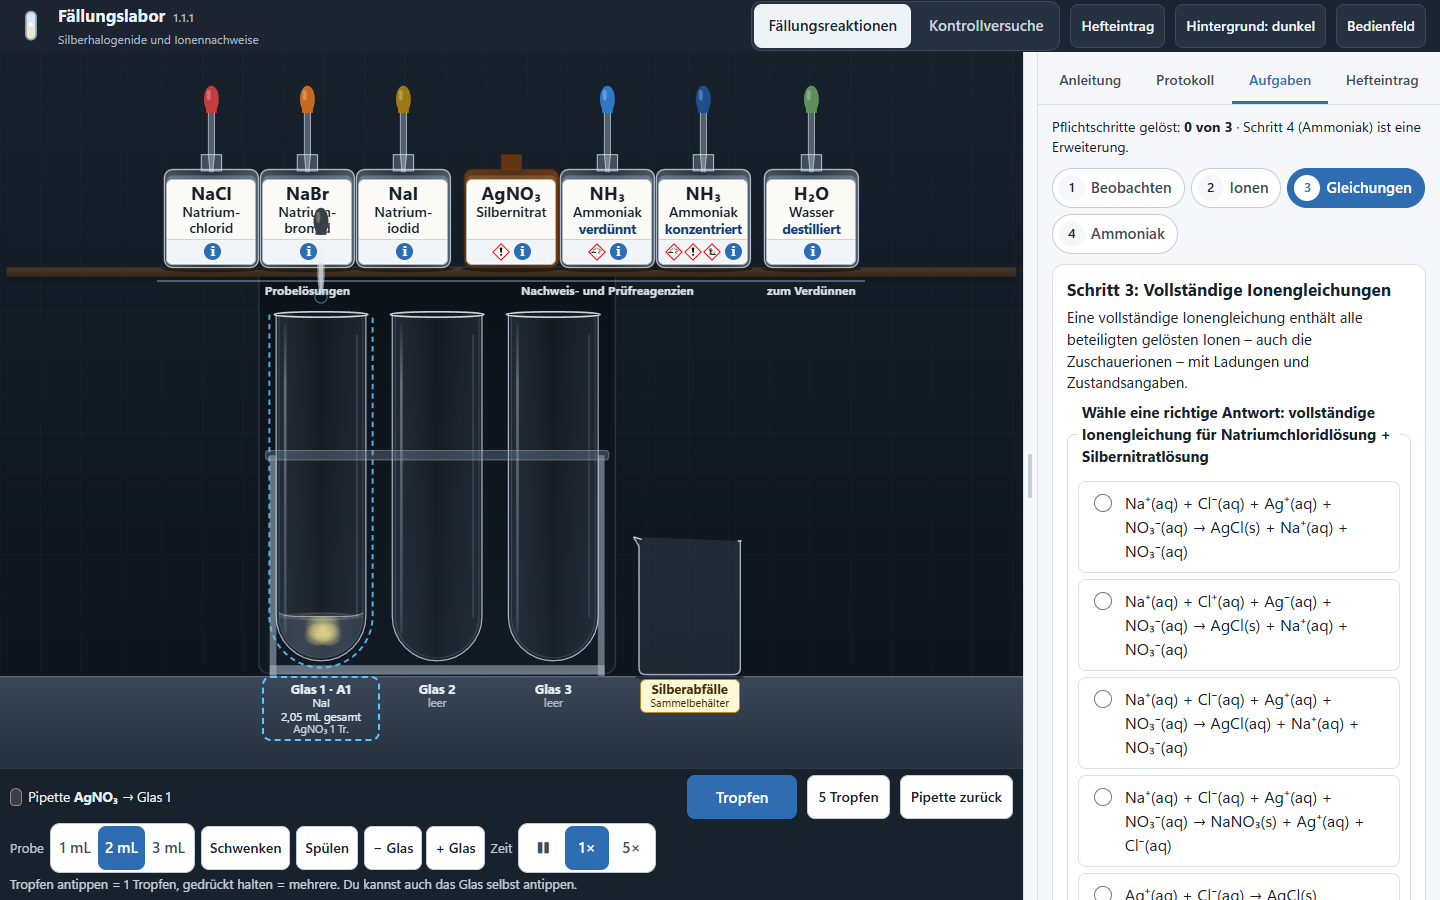 Fällungslabor 1.1.1
Silberhalogenide und Ionennachweise
Fällungsreaktionen
Kontrollversuche
Hefteintrag
Hintergrund: dunkel
Bedienfeld
NaCl
Natrium-
chlorid
NaBr
Natrium-
bromid
NaI
Natrium-
iodid
AgNO₃
Silbernitrat
NH₃
Ammoniak
verdünnt
NH₃
Ammoniak
konzentriert
H₂O
Wasser
destilliert
Probelösungen
Nachweis- und Prüfreagenzien
zum Verdünnen
Glas 1 · A1
NaI
2,05 mL gesamt
AgNO₃ 1 Tr.
Glas 2
leer
Glas 3
leer
Silberabfälle
Sammelbehälter
Pipette AgNO₃ → Glas 1
Tropfen
5 Tropfen
Pipette zurück
Probe
1 mL
2 mL
3 mL
Schwenken
Spülen
− Glas
+ Glas
Zeit
1×
5×
Tropfen antippen = 1 Tropfen, gedrückt halten = mehrere. Du kannst auch das Glas selbst antippen.
Anleitung
Protokoll
Aufgaben
Hefteintrag
Pflichtschritte gelöst: 0 von 3 · Schritt 4 (Ammoniak) ist eine
Erweiterung.
1 Beobachten
2 Ionen
3 Gleichungen
4 Ammoniak
Schritt 3: Vollständige Ionengleichungen
Eine vollständige Ionengleichung enthält alle
beteiligten gelösten Ionen – auch die
Zuschauerionen – mit Ladungen und
Zustandsangaben.
Wähle eine richtige Antwort: vollständige
Ionengleichung für Natriumchloridlösung +
Silbernitratlösung
Na⁺(aq) + Cl⁻(aq) + Ag⁺(aq) +
NO₃⁻(aq) → AgCl(s) + Na⁺(aq) +
NO₃⁻(aq)
Na⁺(aq) + Cl⁺(aq) + Ag⁻(aq) +
NO₃⁻(aq) → AgCl(s) + Na⁺(aq) +
NO₃⁻(aq)
Na⁺(aq) + Cl⁻(aq) + Ag⁺(aq) +
NO₃⁻(aq) → AgCl(aq) + Na⁺(aq) +
NO₃⁻(aq)
Na⁺(aq) + Cl⁻(aq) + Ag⁺(aq) +
NO₃⁻(aq) → NaNO₃(s) + Ag⁺(aq) +
Cl⁻(aq)
Ag⁺(aq) + Cl⁻(aq) → AgCl(s)